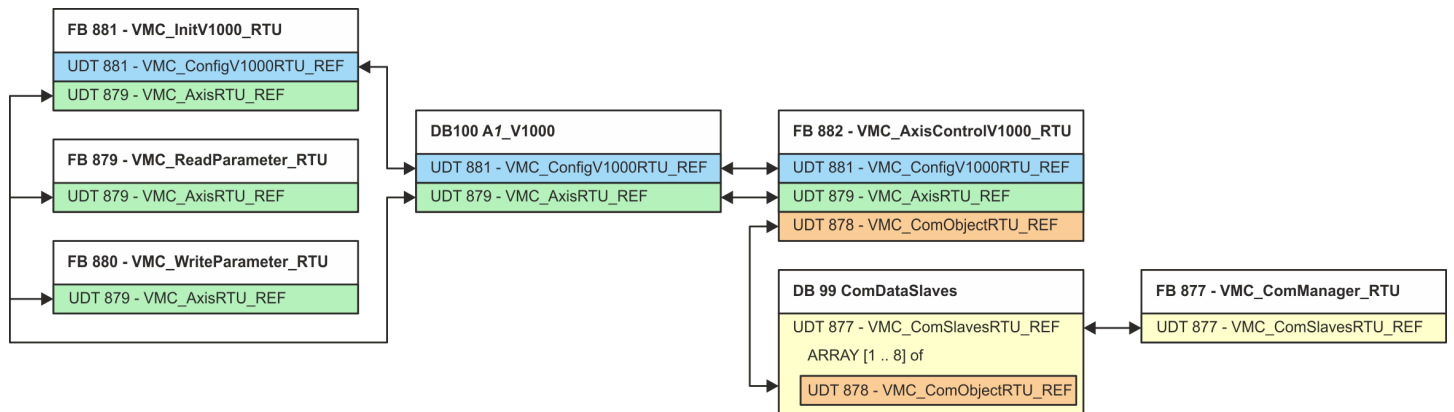 FB 881 - VMC_InitV1000_RTU
UDT 881 - VMC_ConfigV1000RTU_REF
UDT 879 - VMC_AxisRTU_REF
FB 879 - VMC_ReadParameter_RTU
UDT 879 - VMC_AxisRTU_REF
FB 880 - VMC_WriteParameter_RTU
UDT 879 - VMC_AxisRTU_REF
DB100 A1_V1000
UDT 881 - VMC_ConfigV1000RTU_REF
UDT 879 - VMC_AxisRTU_REF
FB 882 - VMC_AxisControlV1000_RTU
UDT 881 - VMC_ConfigV1000RTU_REF
UDT 879 - VMC_AxisRTU_REF
UDT 878 - VMC_ComObjectRTU_REF
DB 99 ComDataSlaves
UDT 877 - VMC_ComSlavesRTU_REF
ARRAY [1 .. 8] of
UDT 878 - VMC_ComObjectRTU_REF
FB 877 - VMC_ComManager_RTU
UDT 877 - VMC_ComSlavesRTU_REF